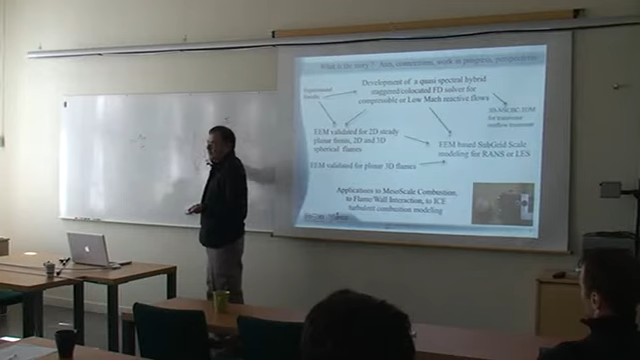 What is the story ? Aim, connections, work in progress, perspectives
Development of a quasi spectral hybrid
staggered/colocated FD solver for
compressible or Low Mach reactive flows
Experimental
EEM validated for 2D steady
planar flames, 2D and 3D
spherical flames
EEM based SubGrid Scale
modeling for RANS or LES
EEM validated for planar 3D flames
Applications to MesoScale Combustion,
to Flame/Wall Interaction, to ICE
turbulent combustion modeling